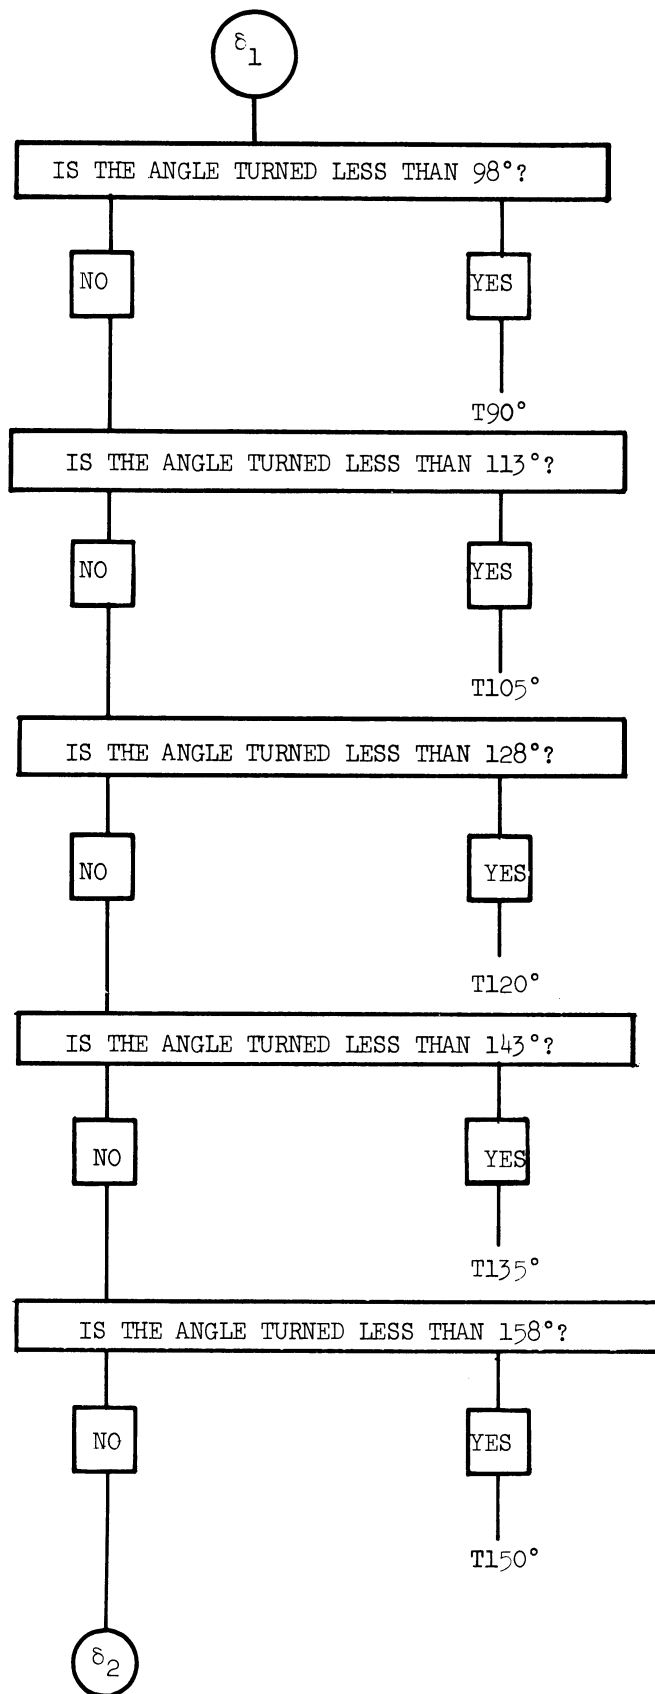 δ1
IS THE ANGLE TURNED LESS THAN 98°?
NO
YES
T90°
IS THE ANGLE TURNED LESS THAN 113°?
NO
YES
T105°
IS THE ANGLE TURNED LESS THAN 128°?
NO
YES
T120°
IS THE ANGLE TURNED LESS THAN 143°?
NO
YES
T135°
IS THE ANGLE TURNED LESS THAN 158°?
NO
YES
T150°
δ2